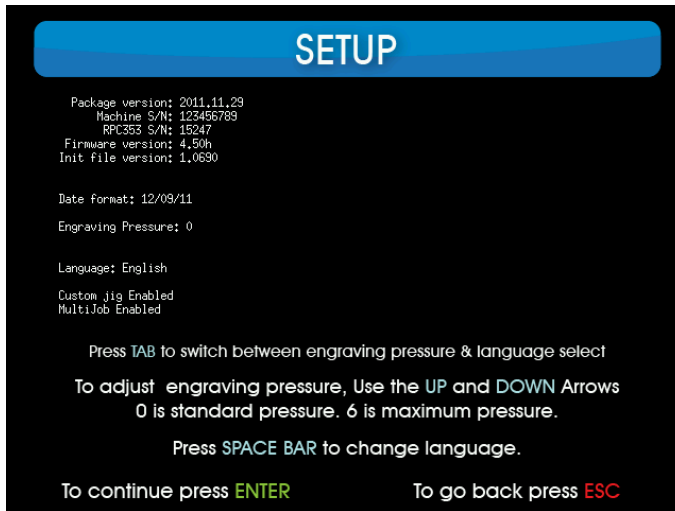 SETUP
Package version: 2011.11.29
Machine S/N: 123456789
RPC353 S/N: 15247
Firmware version: 4.50h
Init file version: 1.0690
Date format: 12/09/11
Engraving Pressure: 0
Language: English
Custom jig Enabled
MultiJob Enabled
Press TAB to switch between engraving pressure & language select
To adjust engraving pressure, Use the UP and DOWN Arrows
0 is standard pressure. 6 is maximum pressure.
Press SPACE BAR to change language.
To continue press ENTER
To go back press ESC